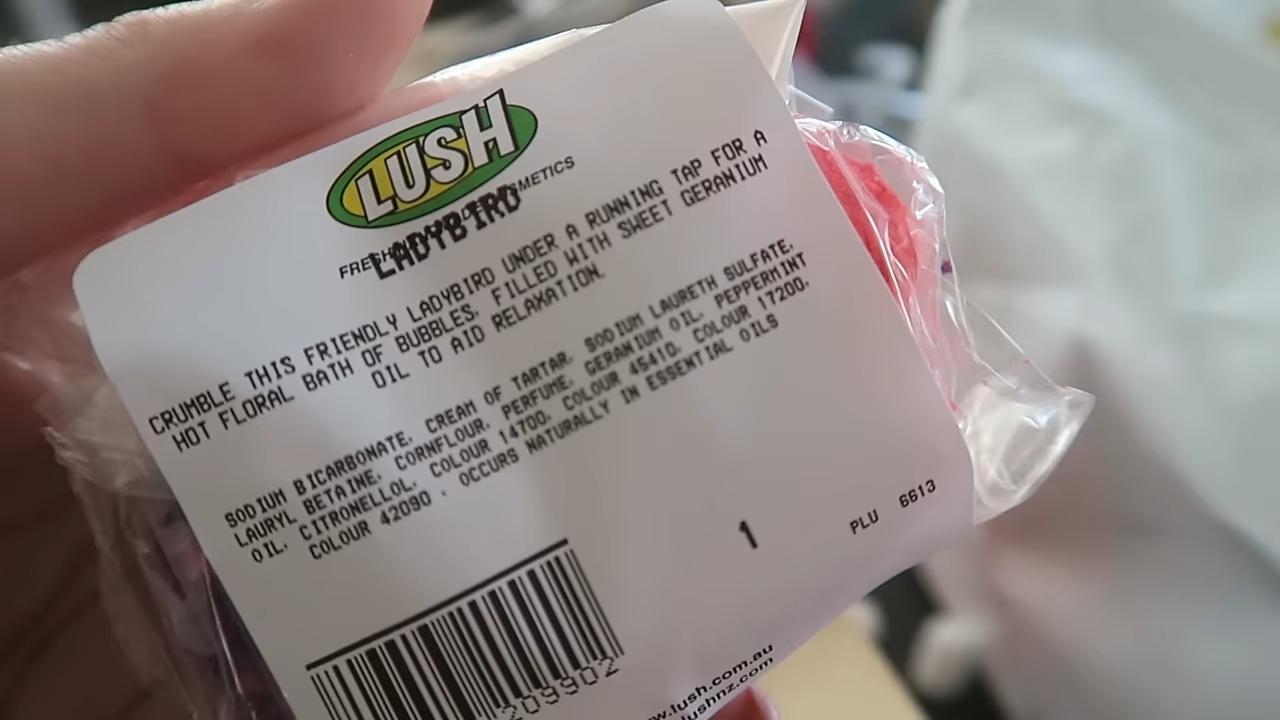 LUSH
FRESH HANDMADE COSMETICS
LADYBIRD
CRUMBLE THIS FRIENDLY LADYBIRD UNDER A RUNNING TAP FOR A
HOT FLORAL BATH OF BUBBLES. FILLED WITH SWEET GERANIUM
OIL TO AID RELAXATION.
SODIUM BICARBONATE, CREAM OF TARTAR, SODIUM LAURETH SULFATE,
LAURYL BETAINE, CORNFLOUR, PERFUME, GERANIUM OIL, PEPPERMINT
OIL, CITRONELLOL, COLOUR 14700, COLOUR 45410, COLOUR 17200,
COLOUR 42090 . OCCURS NATURALLY IN ESSENTIAL OILS
1
PLU 6613
209902
w.lush.com.au
lushnz.com